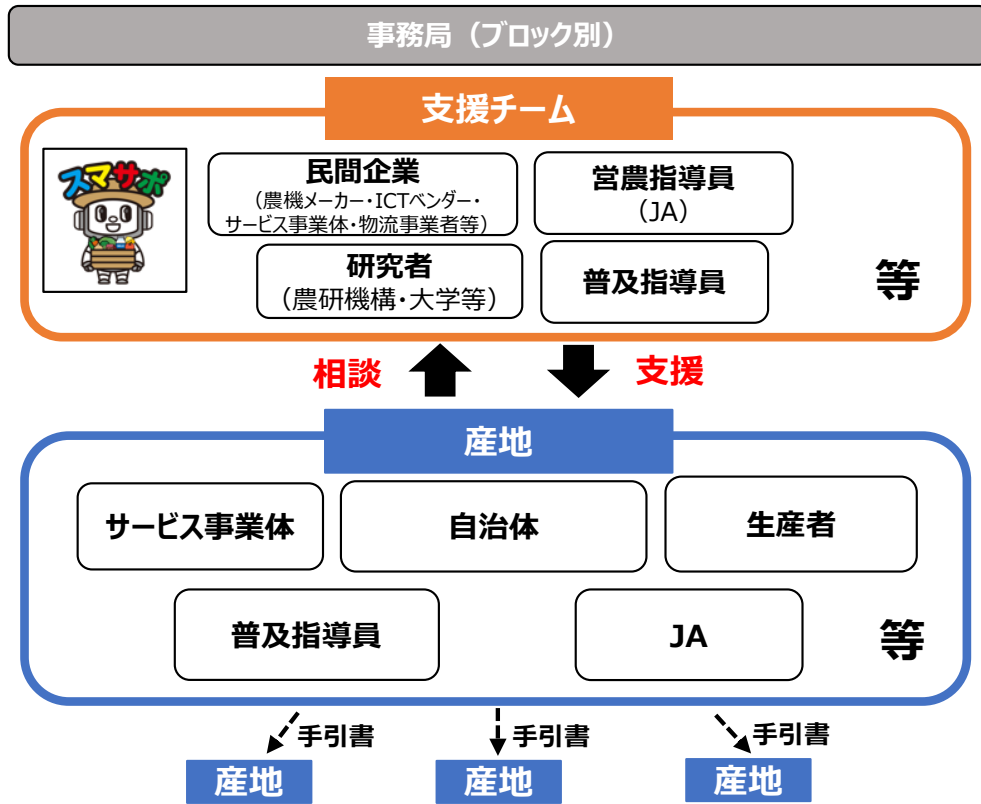 事務局（ブロック別）
支援チーム
スマサポ
民間企業
（農機メーカー・ICTベンダー・
サービス事業体・物流事業者等）
営農指導員
（JA）
研究者
（農研機構・大学等）
普及指導員
等
相談
支援
産地
サービス事業体
自治体
生産者
普及指導員
JA
等
手引書
手引書
手引書
産地
産地
産地